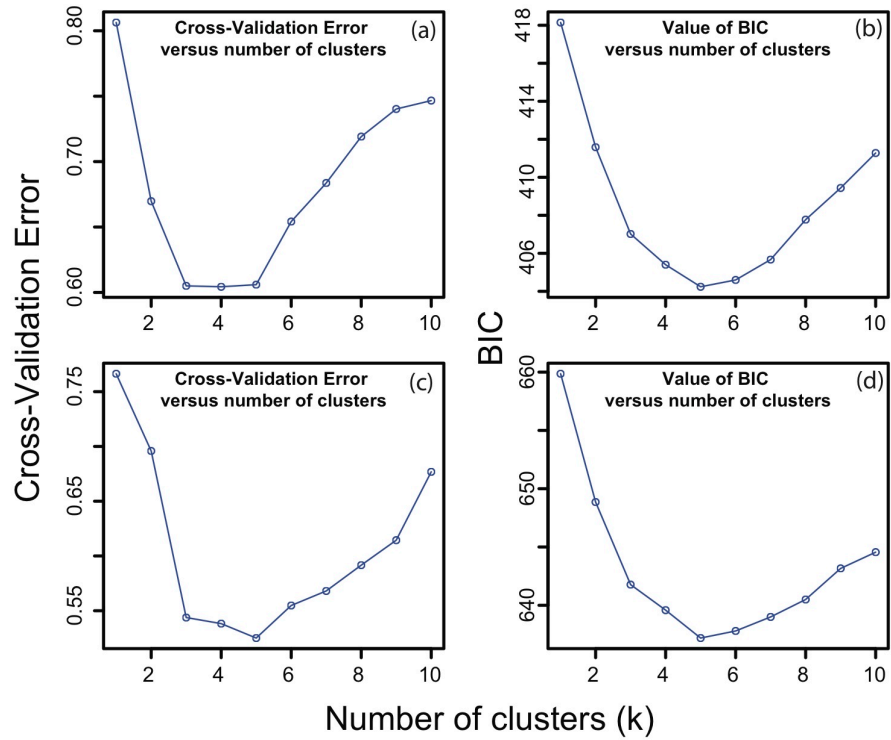 Cross-Validation Error
versus number of clusters
(a)
0.80
0.70
0.60
2 4 6 8 10
Value of BIC
versus number of clusters
(b)
418
414
410
406
2 4 6 8 10
Cross-Validation Error
BIC
Cross-Validation Error
versus number of clusters
(c)
0.75
0.65
0.55
2 4 6 8 10
Value of BIC
versus number of clusters
(d)
660
650
640
2 4 6 8 10
Number of clusters (k)